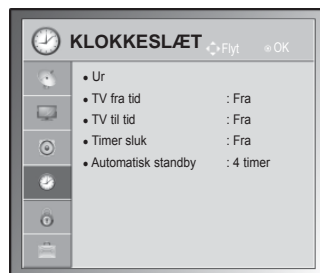 KLOKKESLÆT Flyt OK
• Ur
• TV fra tid : Fra
• TV til tid : Fra
• Timer sluk : Fra
• Automatisk standby : 4 timer